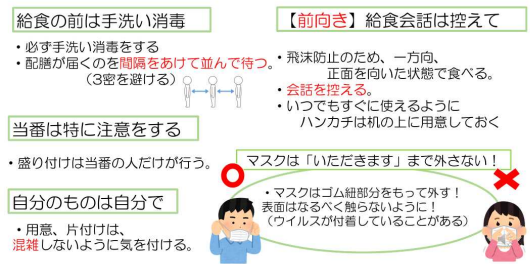 給食の前は手洗い消毒
・必ず手洗い消毒をする
・配膳が届くのを間隔をあけて並んで待つ。
（3密を避ける）
当番は特に注意をする
・盛り付けは当番の人だけが行う。
自分のものは自分で
・用意、片付けは、
混雑しないように気を付ける。
【前向き】給食会話は控えて
・飛沫防止のため、一方向、
正面を向いた状態で食べる。
・会話を控える。
・いつでもすぐに使えるように
ハンカチは机の上に用意しておく
マスクは「いただきます」まで外さない！
・マスクはゴム紐部分をもって外す！
表面はなるべく触らないように！
（ウイルスが付着していることがある）